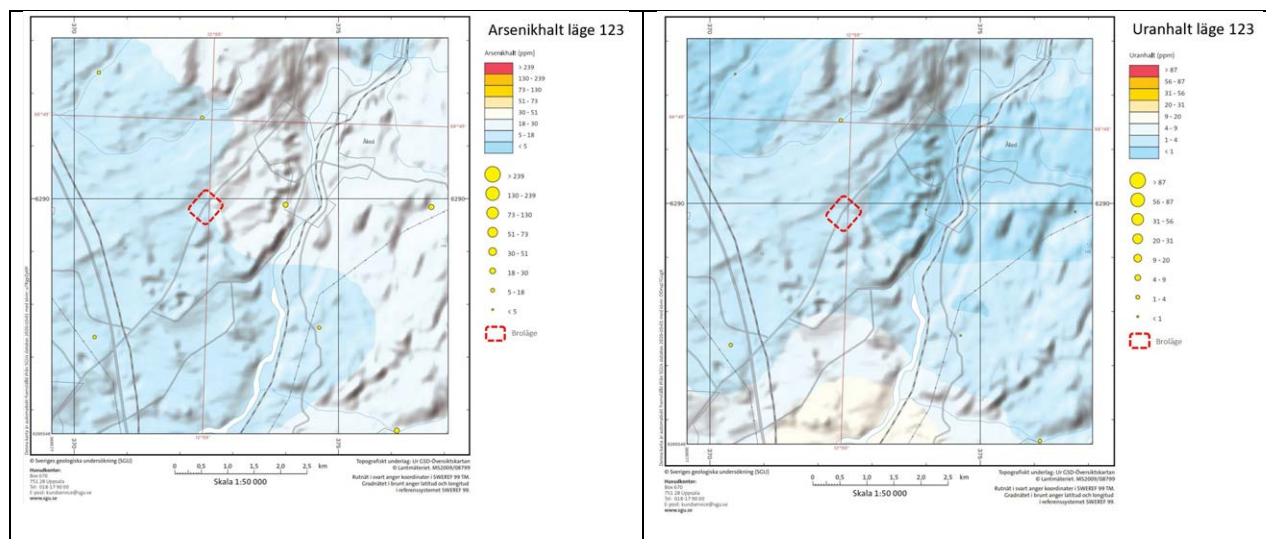 Arsenikhalt läge 123
Arsenikhalt (ppm)
> 239
130 - 239
73 - 130
51 - 73
30 - 51
18 - 30
5 - 18
< 5
> 239
130 - 239
73 - 130
51 - 73
30 - 51
18 - 30
5 - 18
< 5
Broläge
370
375
6290
Åled
370
375
© Sveriges geologiska undersökning (SGU)
Huvudkontor:
Box 670
751 28 Uppsala
Tel: 018-17 90 00
E-post: kundservice@sgu.se
www.sgu.se
0 0,5 1,0 1,5 2,0 2,5 km
Skala 1:50 000
Topografiskt underlag: Ur GSD-Översiktskartan
© Lantmäteriet. MS2009/08799
Rutnät i svart anger koordinater i SWEREF 99 TM.
Gradnätet i brunt anger latitud och longitud
i referenssystemet SWEREF 99.
Uranhalt läge 123
Uranhalt (ppm)
> 87
56 - 87
31 - 56
20 - 31
9 - 20
4 - 9
1 - 4
< 1
> 87
56 - 87
31 - 56
20 - 31
9 - 20
4 - 9
1 - 4
< 1
Broläge
370
375
6290
6290
Åled
370
375
© Sveriges geologiska undersökning (SGU)
Huvudkontor:
Box 670
751 28 Uppsala
Tel: 018-17 90 00
E-post: kundservice@sgu.se
www.sgu.se
0 0,5 1,0 1,5 2,0 2,5 km
Skala 1:50 000
Topografiskt underlag: Ur GSD-Översiktskartan
© Lantmäteriet. MS2009/08799
Rutnät i svart anger koordinater i SWEREF 99 TM.
Gradnätet i brunt anger latitud och longitud
i referenssystemet SWEREF 99.